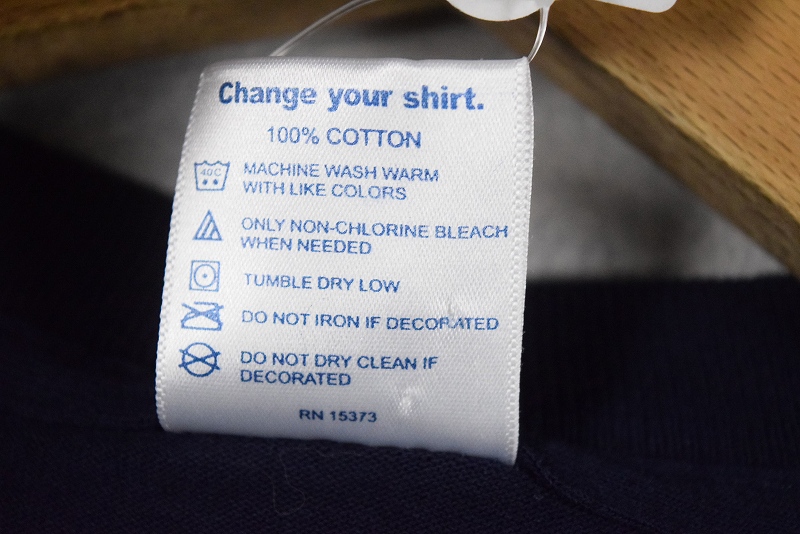 Change your shirt.
100% COTTON
40C
MACHINE WASH WARM
WITH LIKE COLORS
ONLY NON-CHLORINE BLEACH
WHEN NEEDED
TUMBLE DRY LOW
DO NOT IRON IF DECORATED
DO NOT DRY CLEAN IF
DECORATED
RN 15373